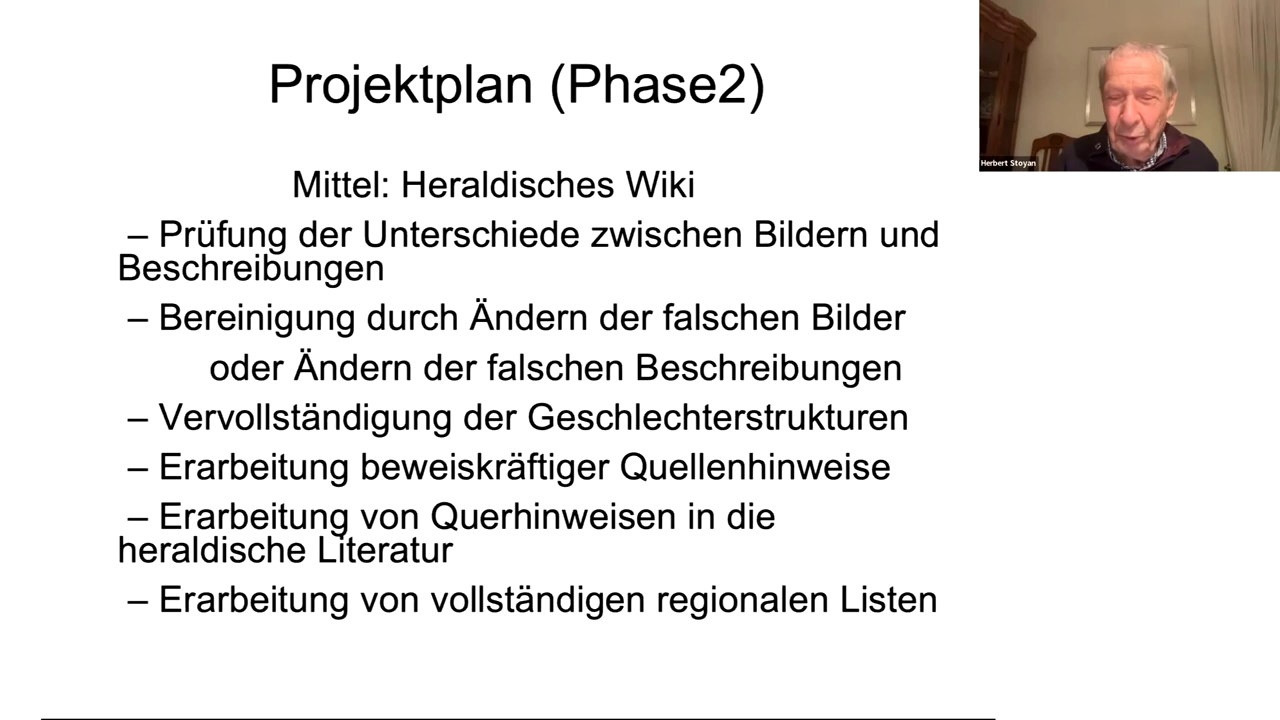 Projektplan (Phase2)
Herbert Stoyan
Mittel: Heraldisches Wiki
– Prüfung der Unterschiede zwischen Bildern und
Beschreibungen
– Bereinigung durch Ändern der falschen Bilder
oder Ändern der falschen Beschreibungen
– Vervollständigung der Geschlechterstrukturen
– Erarbeitung beweiskräftiger Quellenhinweise
– Erarbeitung von Querhinweisen in die
heraldische Literatur
– Erarbeitung von vollständigen regionalen Listen